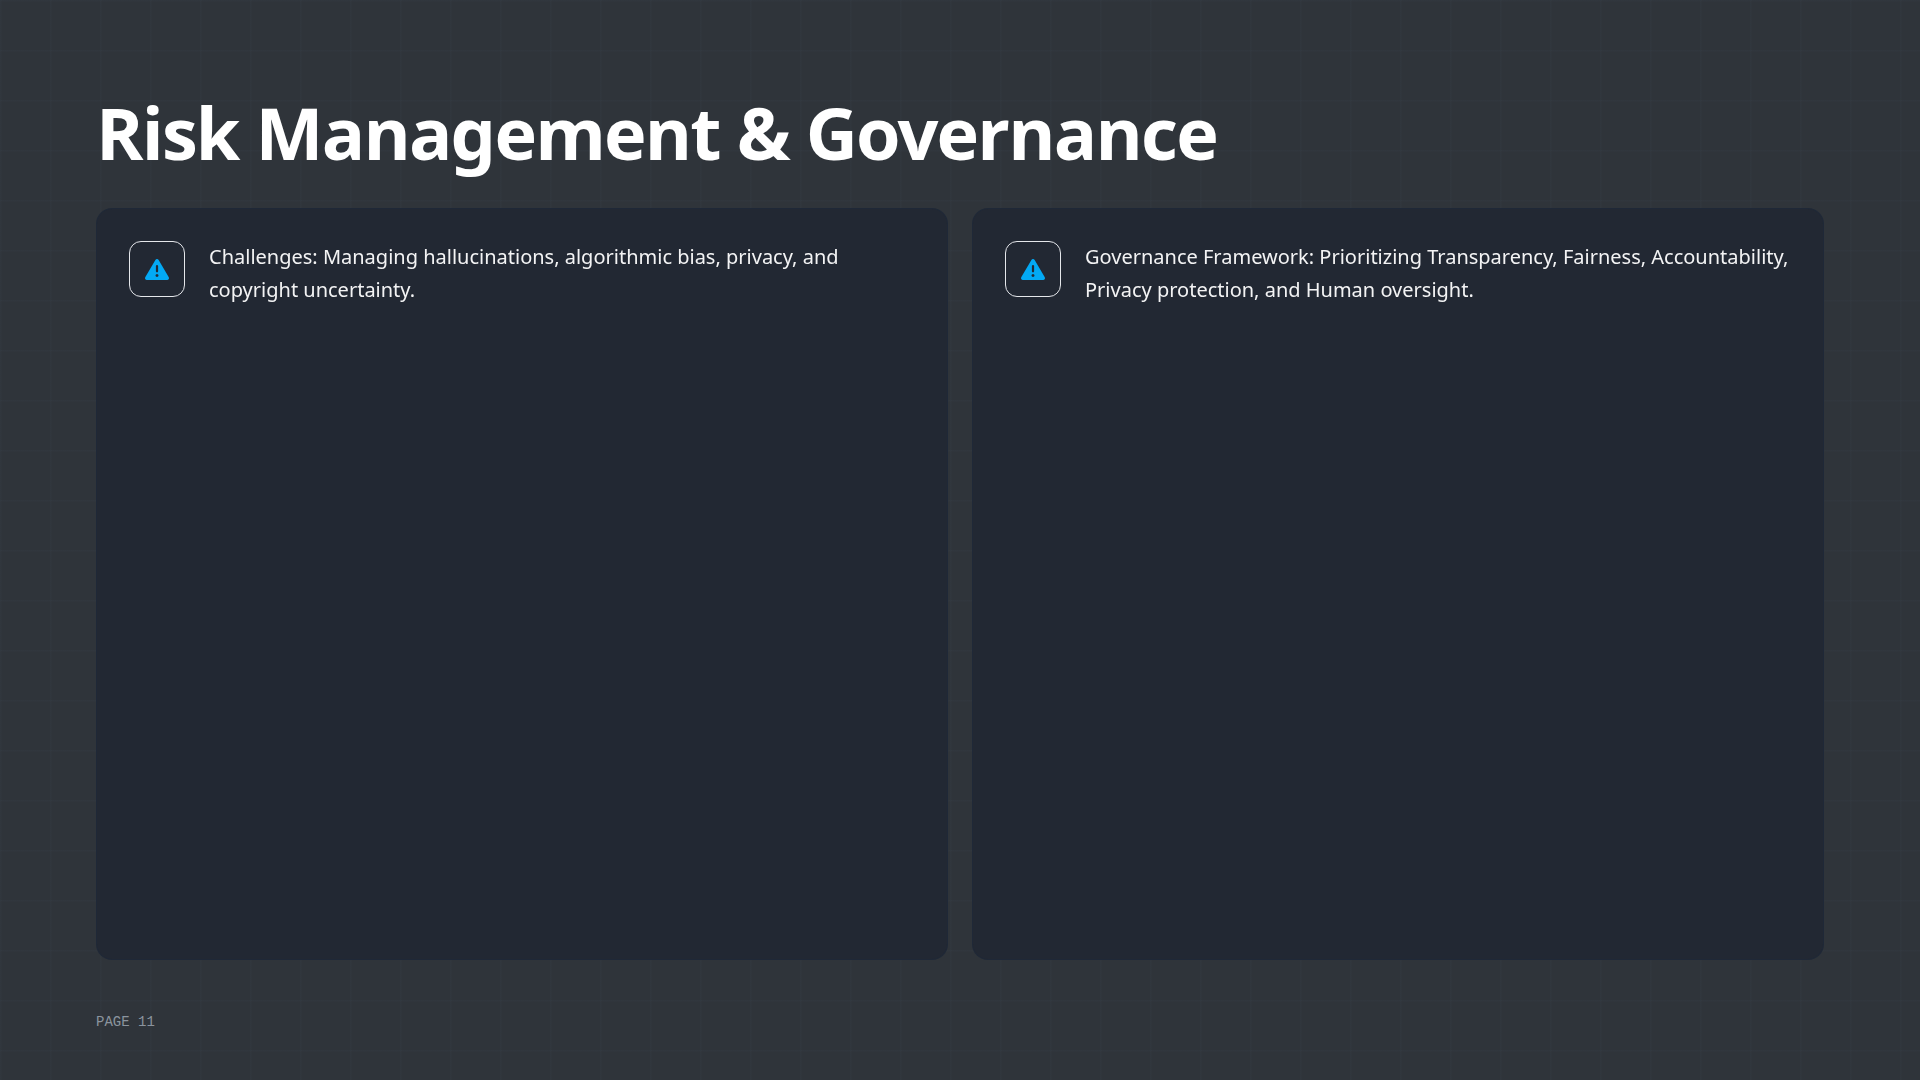 Risk Management & Governance
Challenges: Managing hallucinations, algorithmic bias, privacy, and
copyright uncertainty.
Governance Framework: Prioritizing Transparency, Fairness, Accountability,
Privacy protection, and Human oversight.
PAGE 11